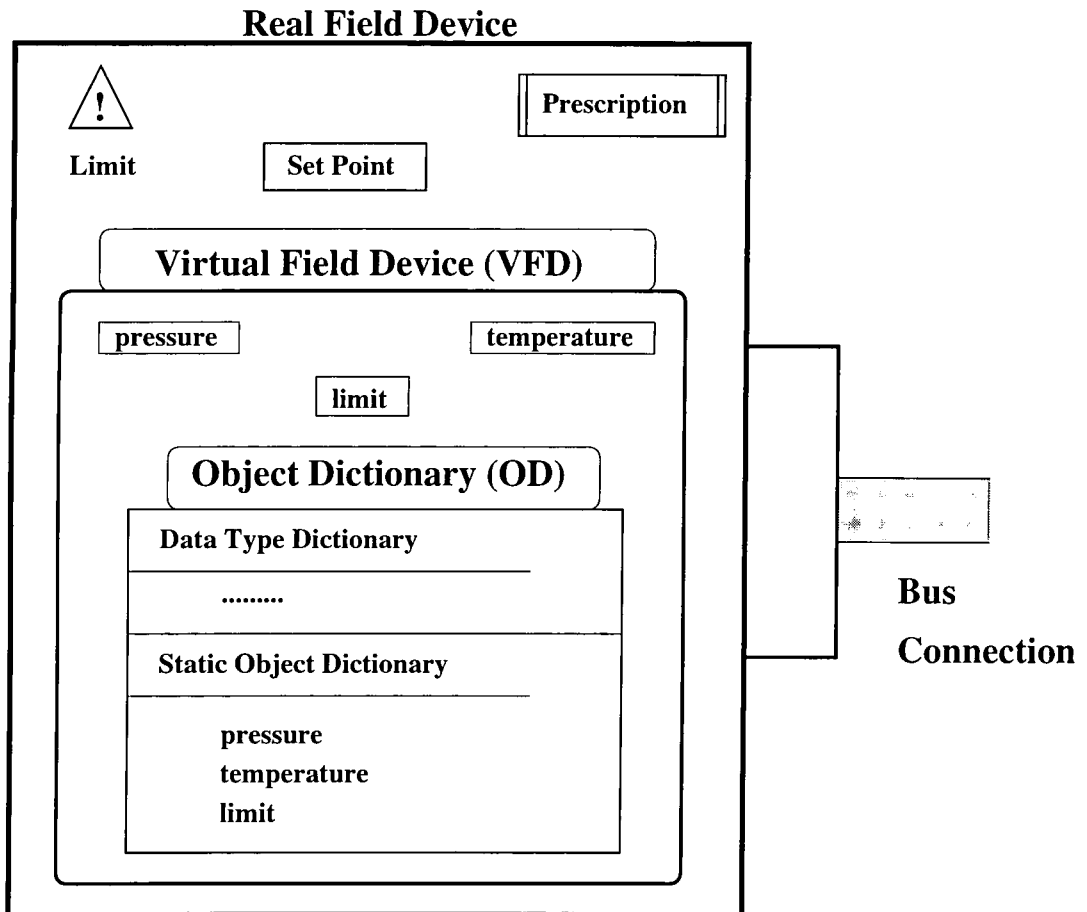 Real Field Device
!
Prescription
Limit
Set Point
Virtual Field Device (VFD)
pressure
temperature
limit
Object Dictionary (OD)
Data Type Dictionary
.........
Static Object Dictionary
pressure
temperature
limit
Bus
Connection